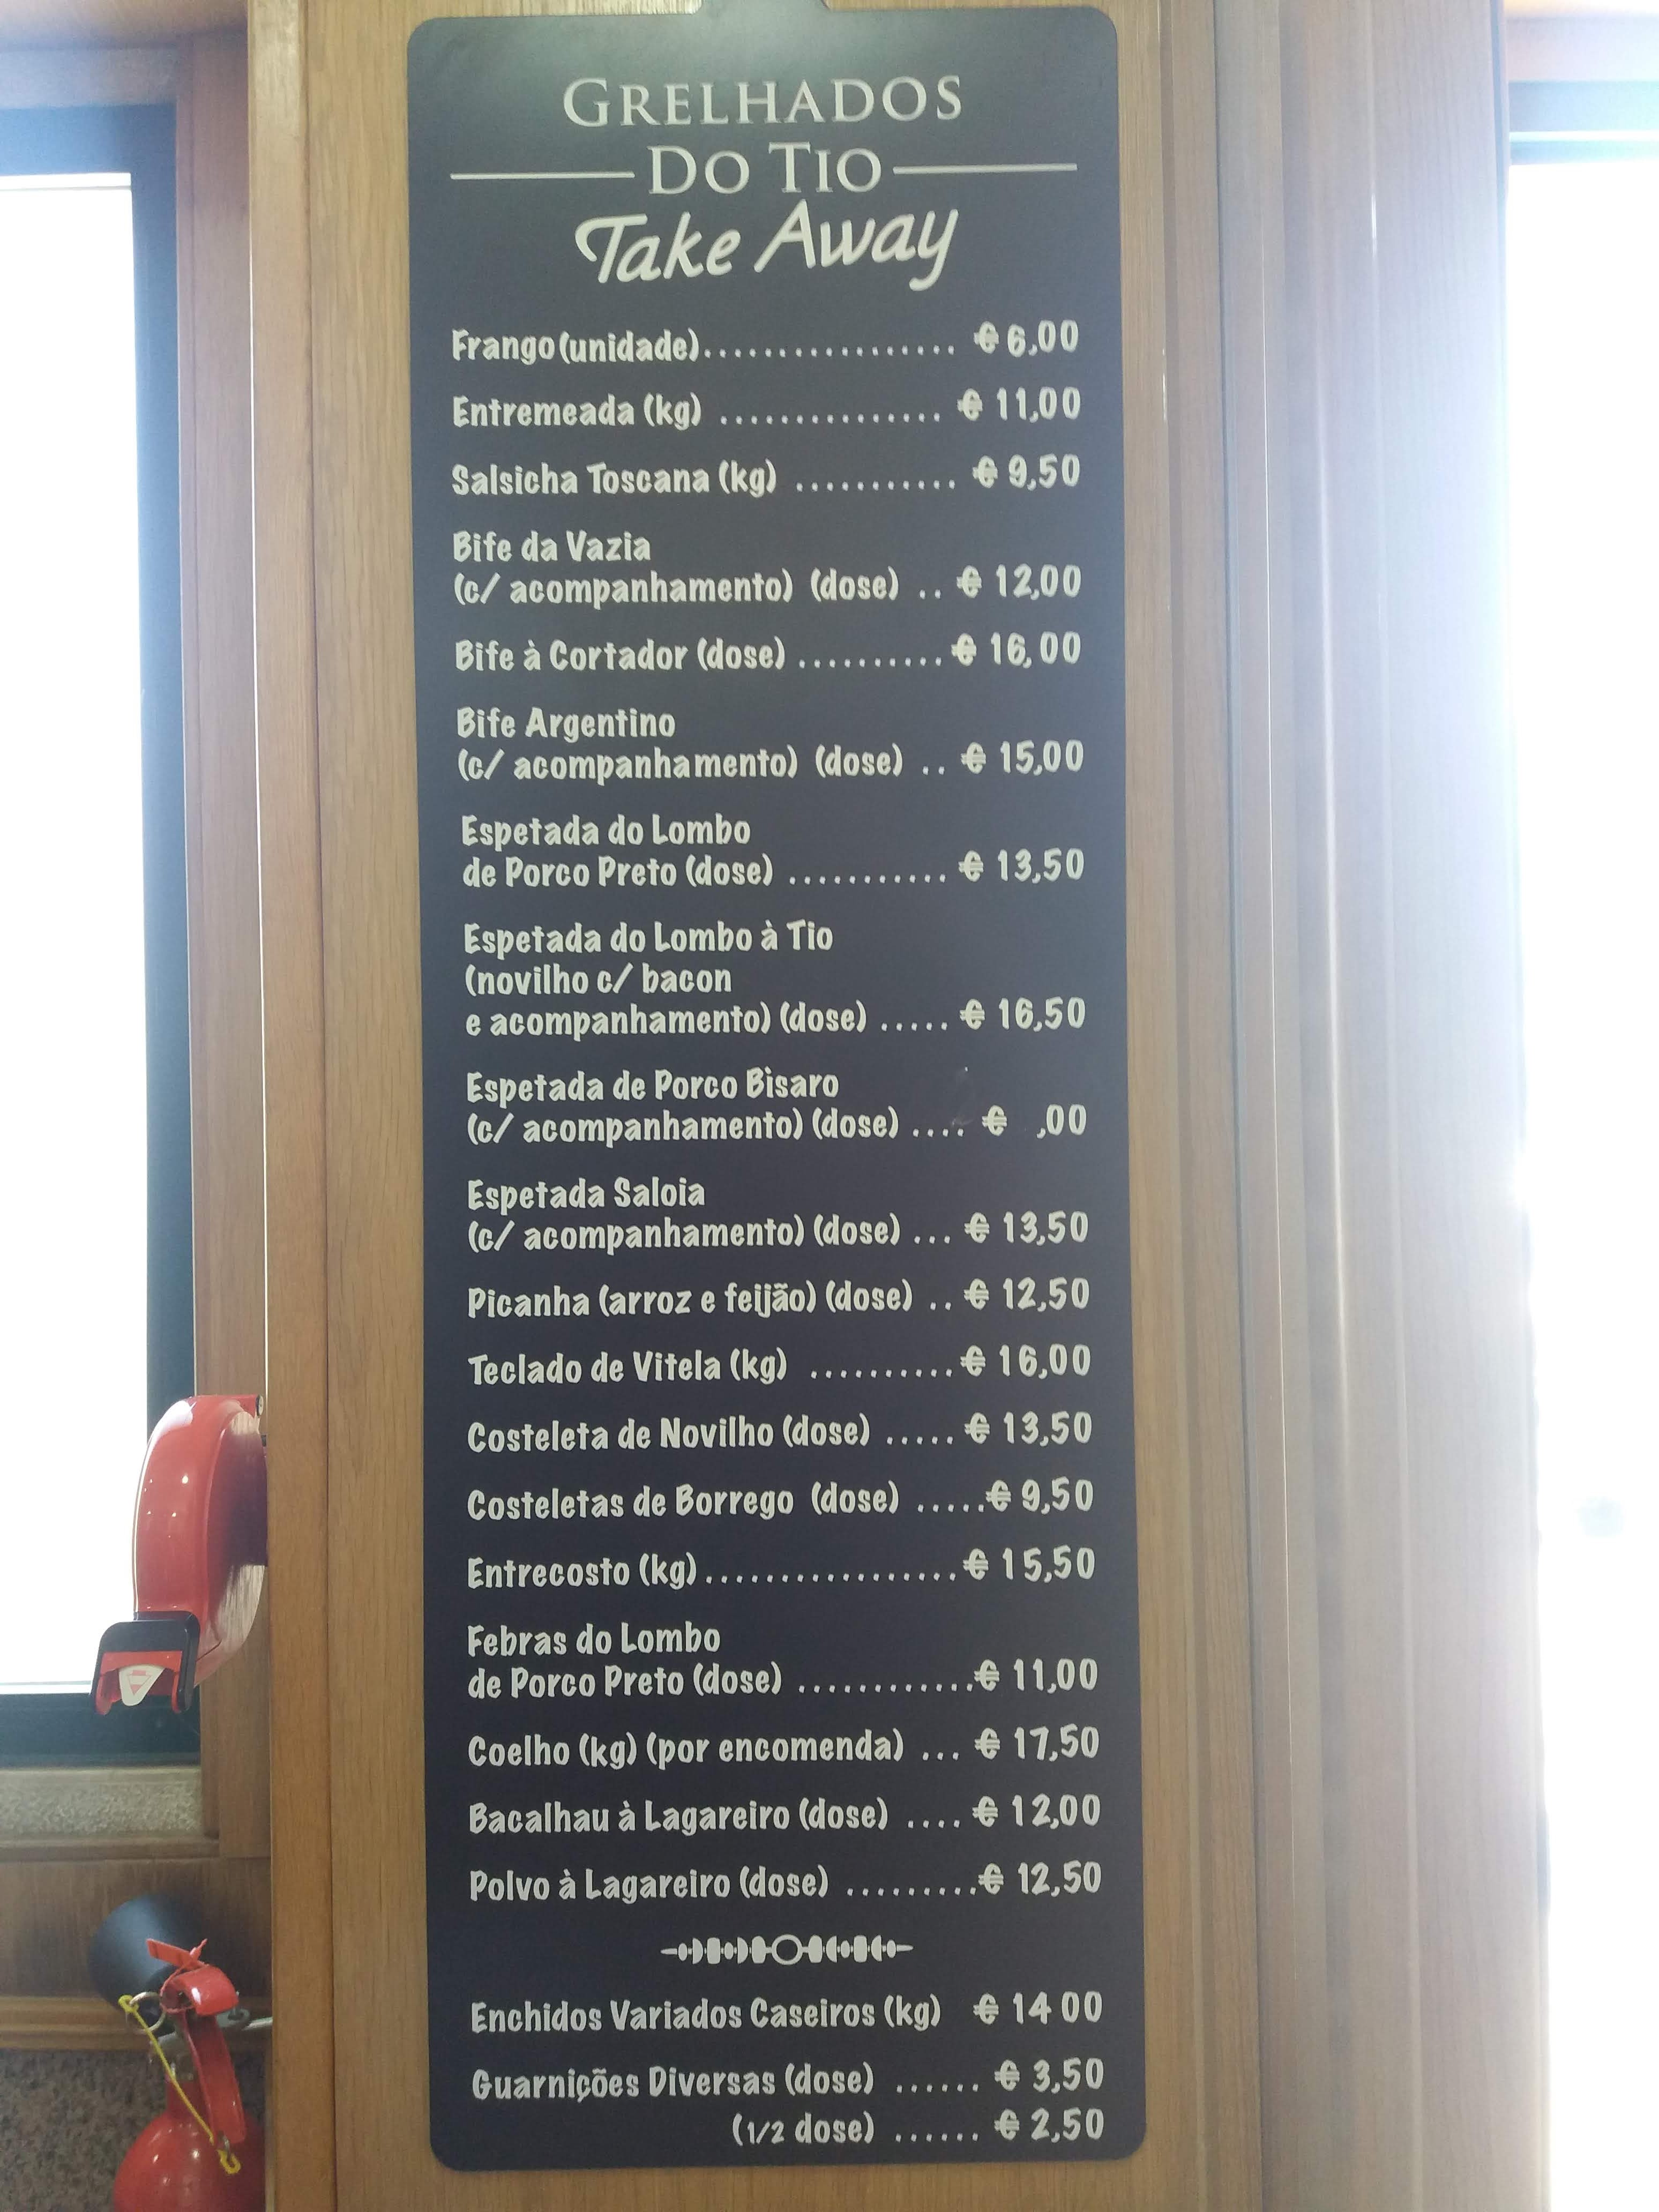 GRELHADOS
DO TIO
Take Away
Frango (unidade)................. € 6,00
Entremeada (kg) ............... € 11,00
Salsicha Toscana (kg) ........... € 9,50
Bife da Vazia
(c/ acompanhamento) (dose) .. € 12,00
Bife à Cortador (dose) .......... € 16,00
Bife Argentino
(c/ acompanhamento) (dose) .. € 15,00
Espetada do Lombo
de Porco Preto (dose) ........... € 13,50
Espetada do Lombo à Tio
(novilho c/ bacon
e acompanhamento) (dose) ..... € 16,50
Espetada de Porco Bìsaro
(c/ acompanhamento) (dose) .... € ,00
Espetada Saloia
(c/ acompanhamento) (dose) ... € 13,50
Picanha (arroz e feijão) (dose) .. € 12,50
Teclado de Vitela (kg) .......... € 16,00
Costeleta de Novilho (dose) ..... € 13,50
Costeletas de Borrego (dose) ..... € 9,50
Entrecosto (kg)................. € 15,50
Febras do Lombo
de Porco Preto (dose) ............ € 11,00
Coelho (kg) (por encomenda) ... € 17,50
Bacalhau à Lagareiro (dose) .... € 12,00
Polvo à Lagareiro (dose) ......... € 12,50
Enchidos Variados Caseiros (kg) € 14 00
Guarnições Diversas (dose) ...... € 3,50
(1/2 dose) ...... € 2,50